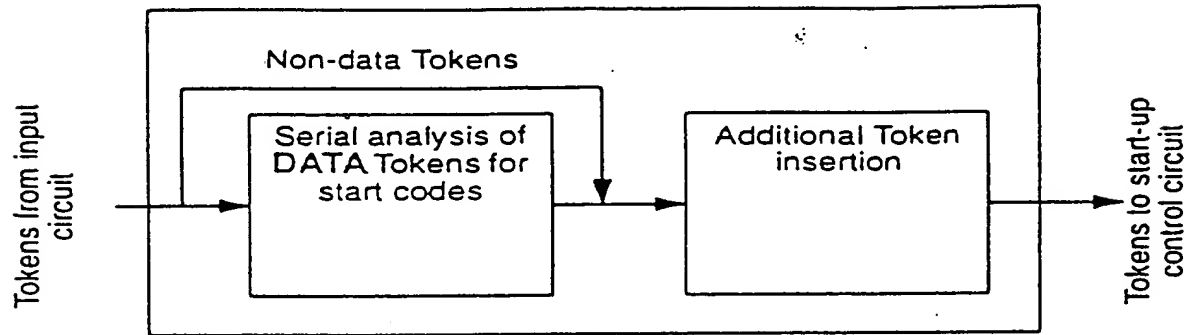 Non-data Tokens
Tokens from input
circuit
Serial analysis of
DATA Tokens for
start codes
Additional Token
insertion
Tokens to start-up
control circuit